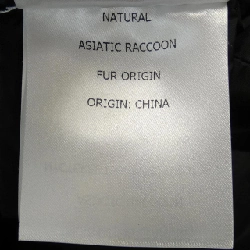 NATURAL
ASIATIC RACCOON
FUR ORIGIN
ORIGIN: CHINA